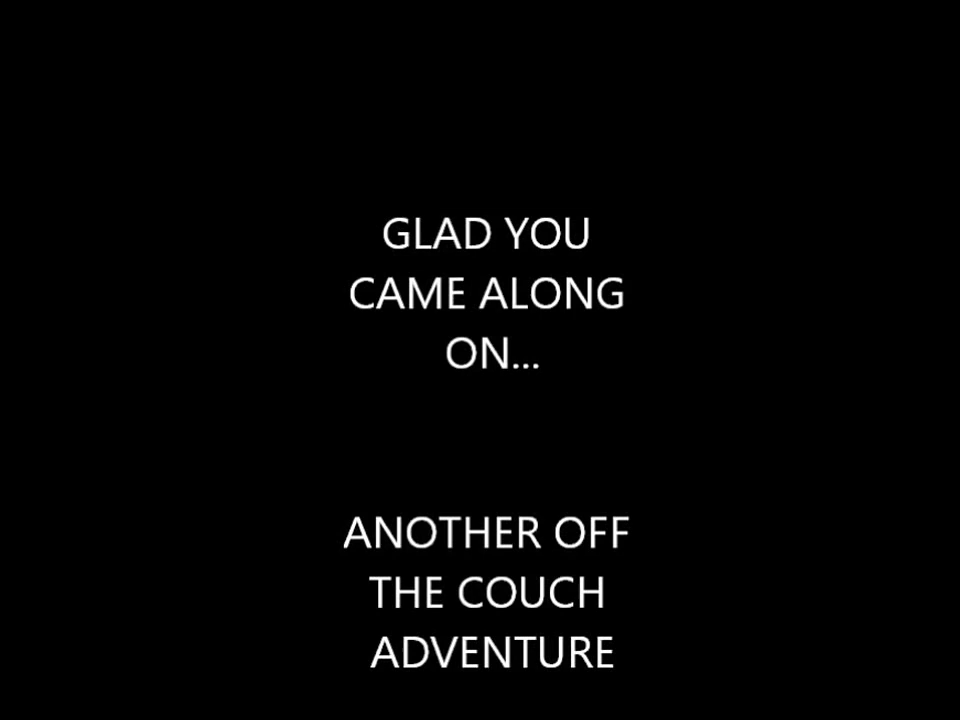 GLAD YOU
CAME ALONG
ON...
ANOTHER OFF
THE COUCH
ADVENTURE